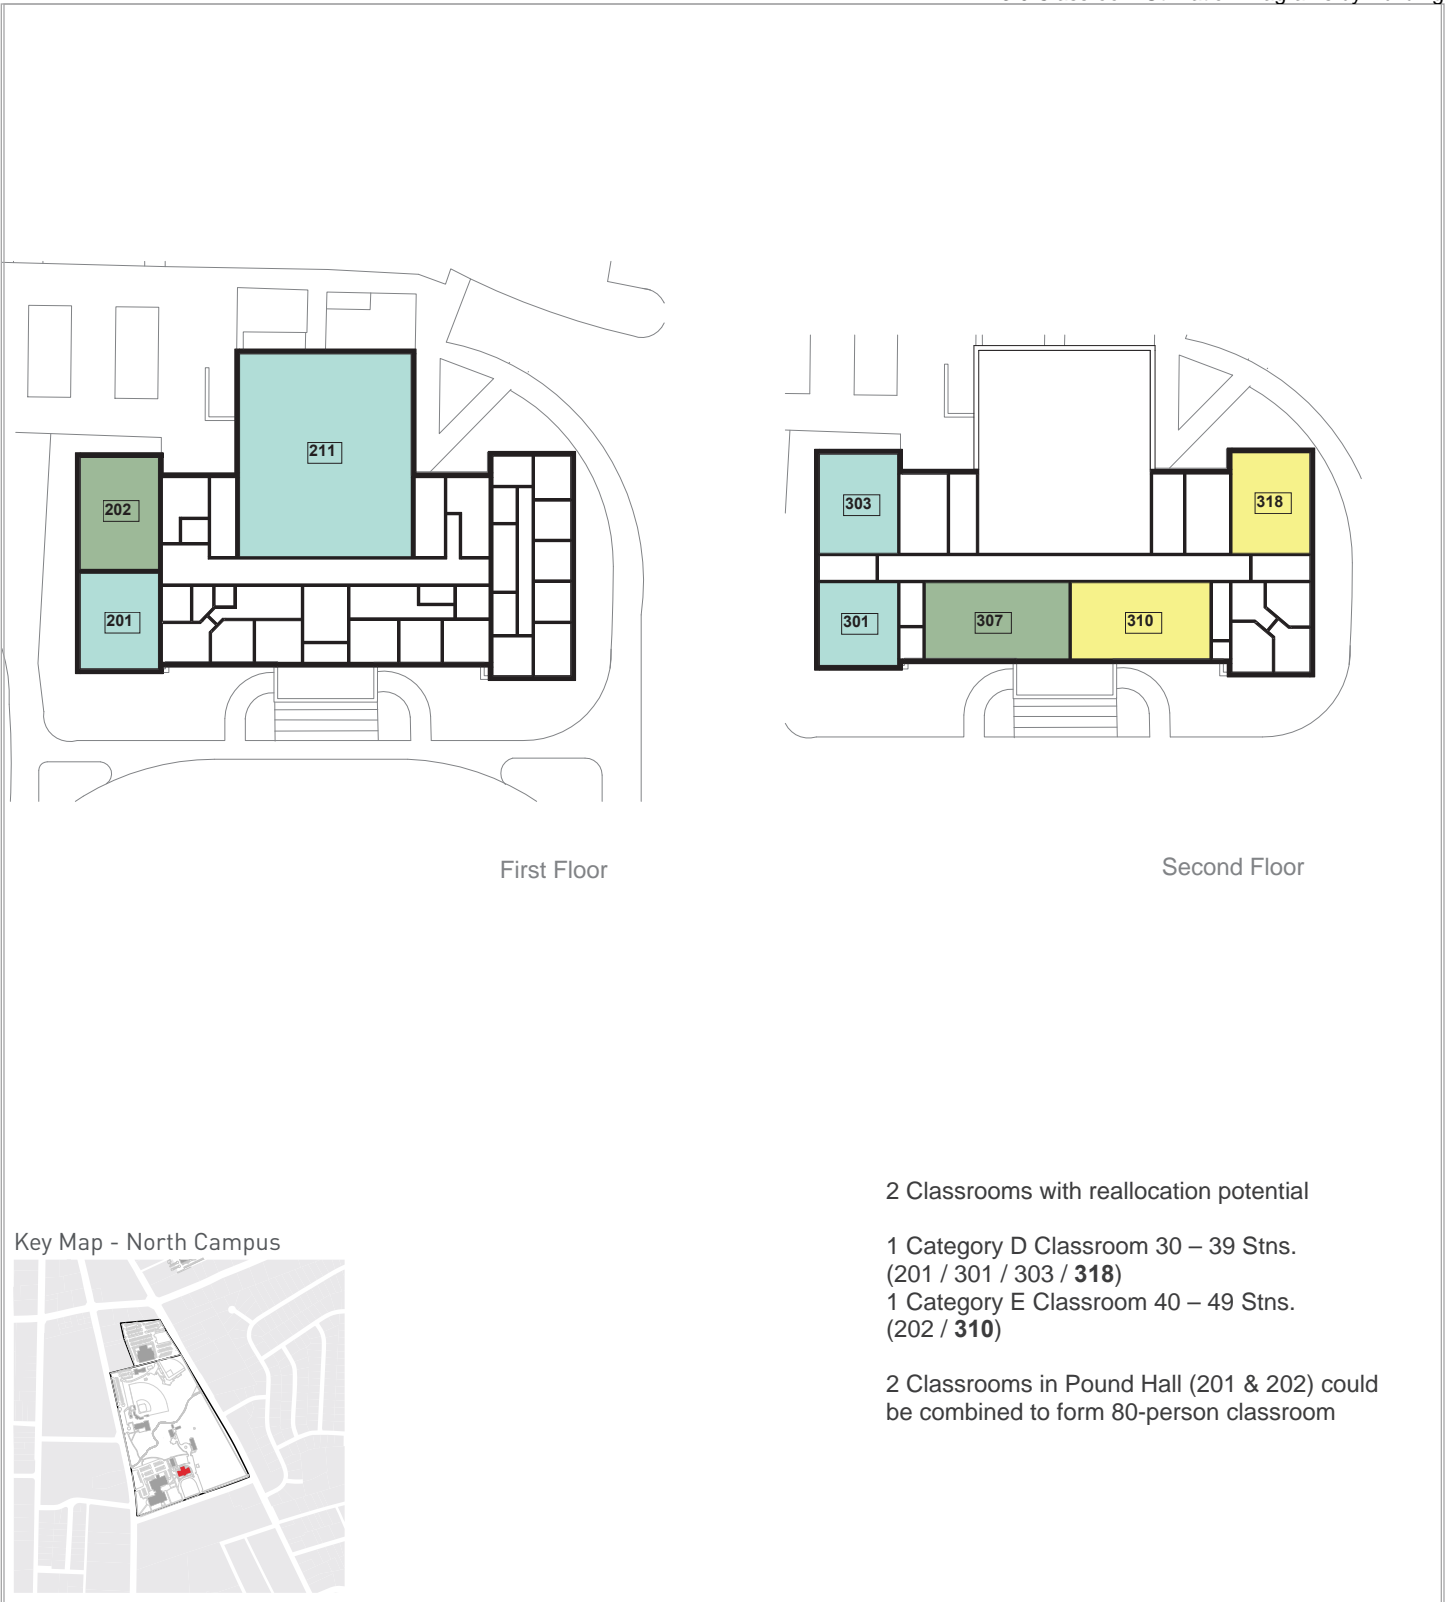 211
202
201
303
318
301
307
310
First Floor
Second Floor
2 Classrooms with reallocation potential
Key Map - North Campus
1 Category D Classroom 30 – 39 Stns.
(201 / 301 / 303 / 318)
1 Category E Classroom 40 – 49 Stns.
(202 / 310)
2 Classrooms in Pound Hall (201 & 202) could
be combined to form 80-person classroom